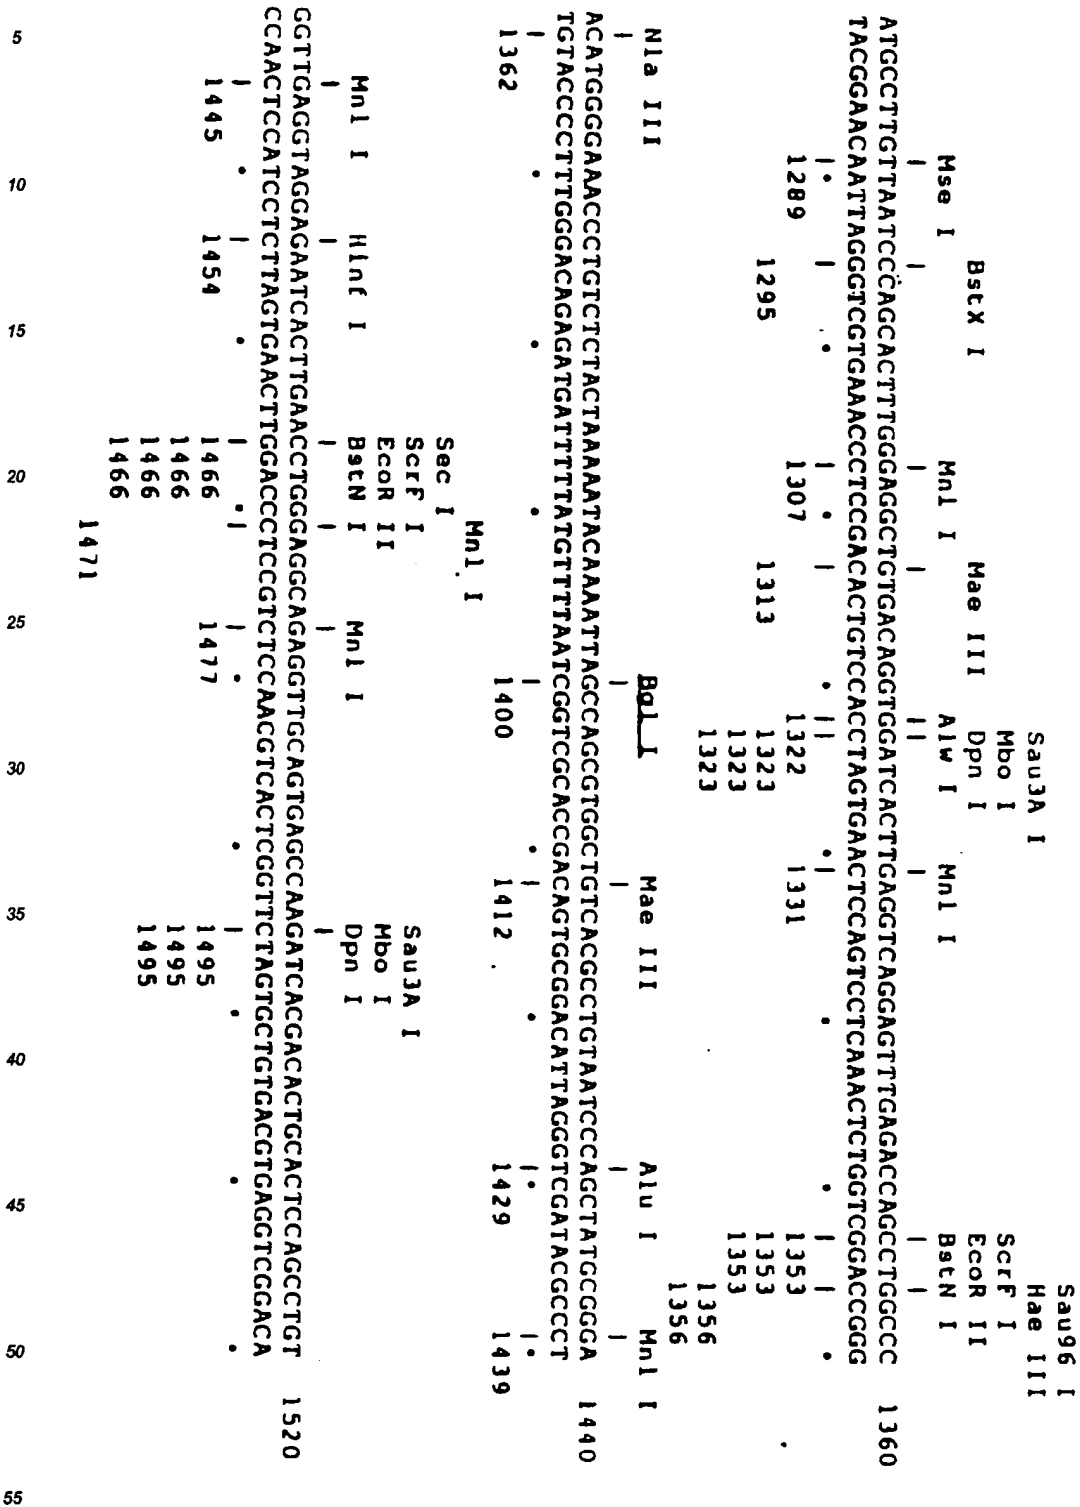 Sau96 I
Sau3A I Hae III
Mbo I ScrF I
BstX I Mae III Dpn I EcoR II
Mse I Mnl I Alw I Mnl I BstN I
ATGCCTTGTTAATCCCAGCACTTTGGGAGGCTGTGACAGGTGGATCACTTGAGGTCAGGAGTTTGAGACCAGCCTGGCCC 1360
TACGGAACAATTAGGGTCGTGAAACCCTCCGACACTGTCCACCTAGTGAACTCCAGTCCTCAAACTCTGGTCGGACCGGG
1289 1307 1322 1331 1353
1295 1313 1323 1353
1323 1353
1323 1356
1356
Nla III Bgl I Mae III Alu I Mnl I
ACATGGGGAAACCCTGTCTCTACTAAAAATACAAAATTAGCCAGCGTGGCTGTCACGCCTGTAATCCCAGCTATGCGGGA 1440
TGTACCCCTTTGGGACAGAGATGATTTTTATGTTTTAATCGGTCGCACCGACAGTGCGGACATTAGGGTCGATACGCCCT
1362 1400 1412 1429 1439
Mnl I
Sec I
ScrF I Sau3A I
EcoR II Mbo I
Mnl I Hinf I BstN I Mnl I Dpn I
GGTTGAGGTAGGAGAATCACTTGAACCTGGGAGGCAGAGGTTGCAGTGAGCCAAGATCACGACACTGCACTCCAGCCTGT 1520
CCAACTCCATCCTCTTAGTGAACTTGGACCCTCCGTCTCCAACGTCACTCGGTTCTAGTGCTGTGACGTGAGGTCGGACA
1445 1454 1466 1477 1495
1466 1495
1466 1495
1466
1471
5
10
15
20
25
30
35
40
45
50
55